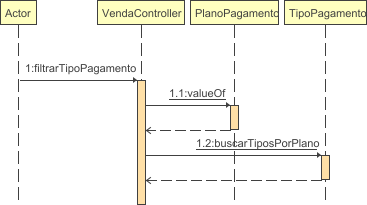 Actor
VendaController
PlanoPagamento
TipoPagamento
1:filtrarTipoPagamento
1.1:valueOf
1.2:buscarTiposPorPlano